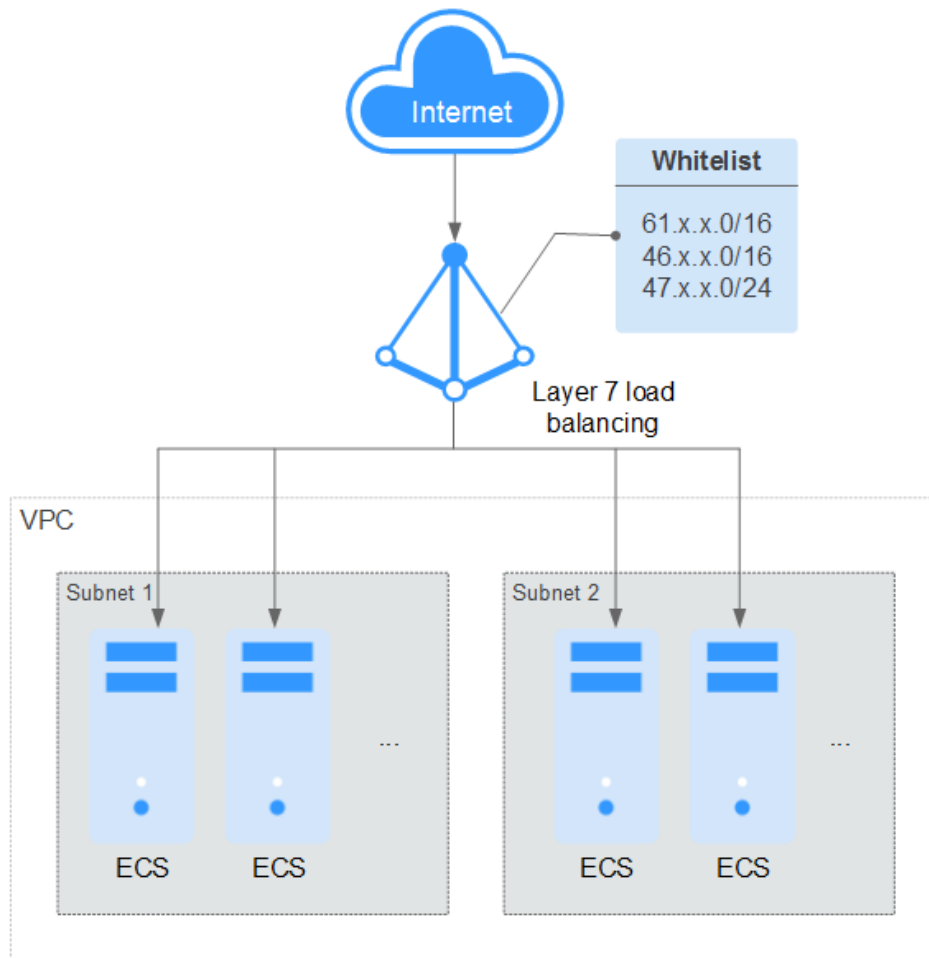 Internet
Whitelist
61.x.x.0/16
46.x.x.0/16
47.x.x.0/24
Layer 7 load
balancing
VPC
Subnet 1
Subnet 2
...
...
ECS
ECS
ECS
ECS